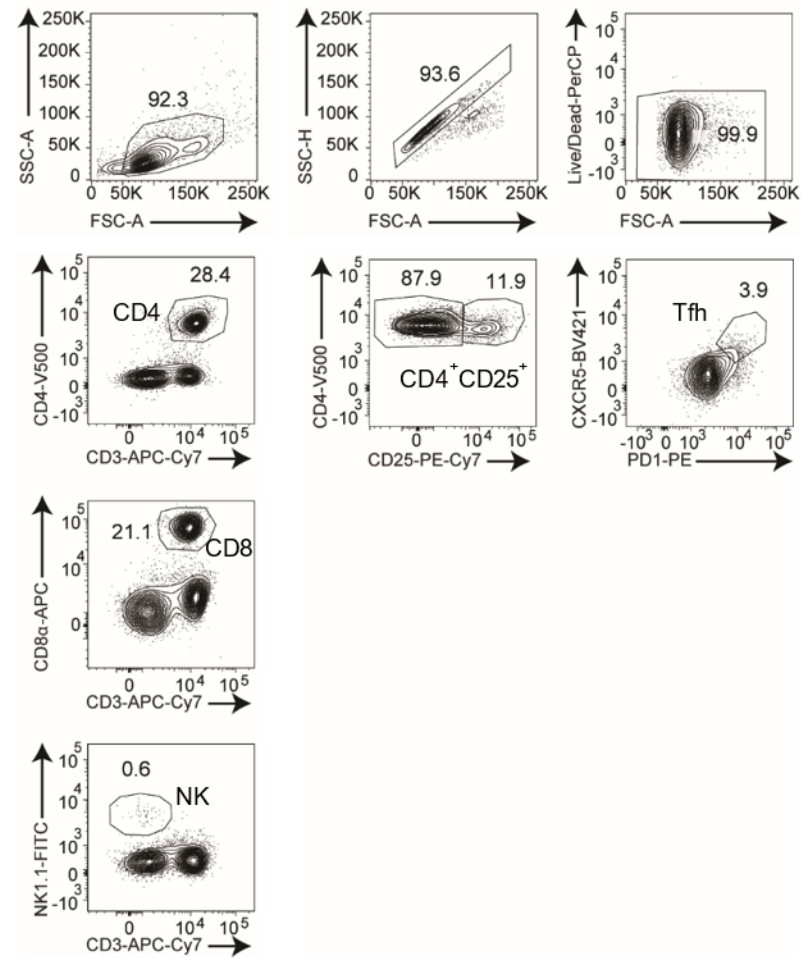 250K
200K
150K
100K
50K
0
92.3
0 50K 150K 250K
SSC-A
FSC-A
250K
200K
150K
100K
50K
0
93.6
0 50K 150K 250K
SSC-H
FSC-A
10^5
10^4
10^3
0
-10^3
99.9
0 50K 150K 250K
Live/Dead-PerCP
FSC-A
10^5
10^4
10^3
0
-10^3
28.4
CD4
0 10^4 10^5
CD4-V500
CD3-APC-Cy7
10^5
10^4
10^3
0
-10^3
87.9 11.9
CD4+CD25+
0 10^4 10^5
CD4-V500
CD25-PE-Cy7
10^5
10^4
10^3
0
-10^3
3.9
Tfh
-10^3 0 10^3 10^4 10^5
CXCR5-BV421
PD1-PE
10^5
10^4
0
21.1
CD8
0 10^4 10^5
CD8α-APC
CD3-APC-Cy7
10^5
10^4
10^3
0
-10^3
0.6
NK
0 10^4 10^5
NK1.1-FITC
CD3-APC-Cy7